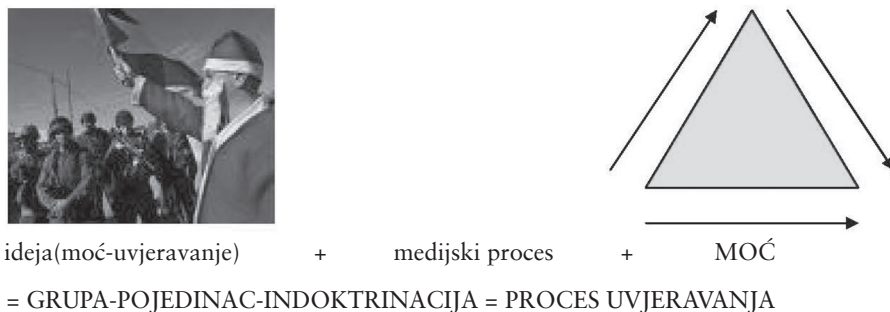 ideja(moć-uvjeravanje) + medijski proces + MOĆ
= GRUPA-POJEDINAC-INDOKTRINACIJA = PROCES UVJERAVANJA